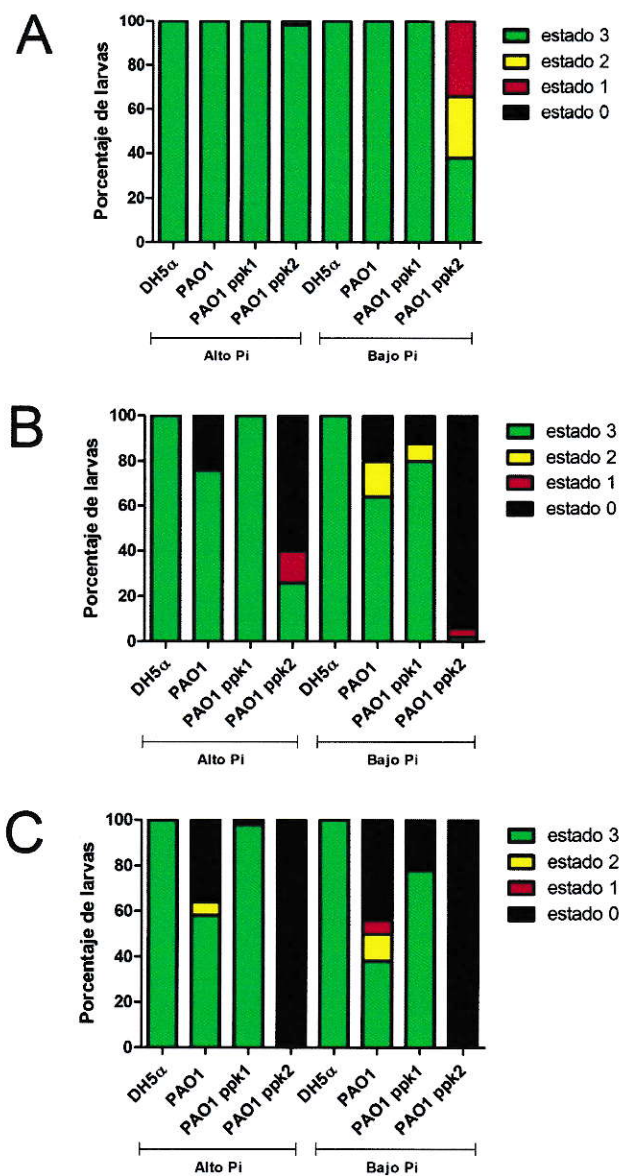 A
Porcentaje de larvas
100
80
60
40
20
0
DH5α
PAO1
PAO1 ppk1
PAO1 ppk2
DH5α
PAO1
PAO1 ppk1
PAO1 ppk2
Alto Pi
Bajo Pi
estado 3
estado 2
estado 1
estado 0
B
Porcentaje de larvas
100
80
60
40
20
0
DH5α
PAO1
PAO1 ppk1
PAO1 ppk2
DH5α
PAO1
PAO1 ppk1
PAO1 ppk2
Alto Pi
Bajo Pi
estado 3
estado 2
estado 1
estado 0
C
Porcentaje de larvas
100
80
60
40
20
0
DH5α
PAO1
PAO1 ppk1
PAO1 ppk2
DH5α
PAO1
PAO1 ppk1
PAO1 ppk2
Alto Pi
Bajo Pi
estado 3
estado 2
estado 1
estado 0